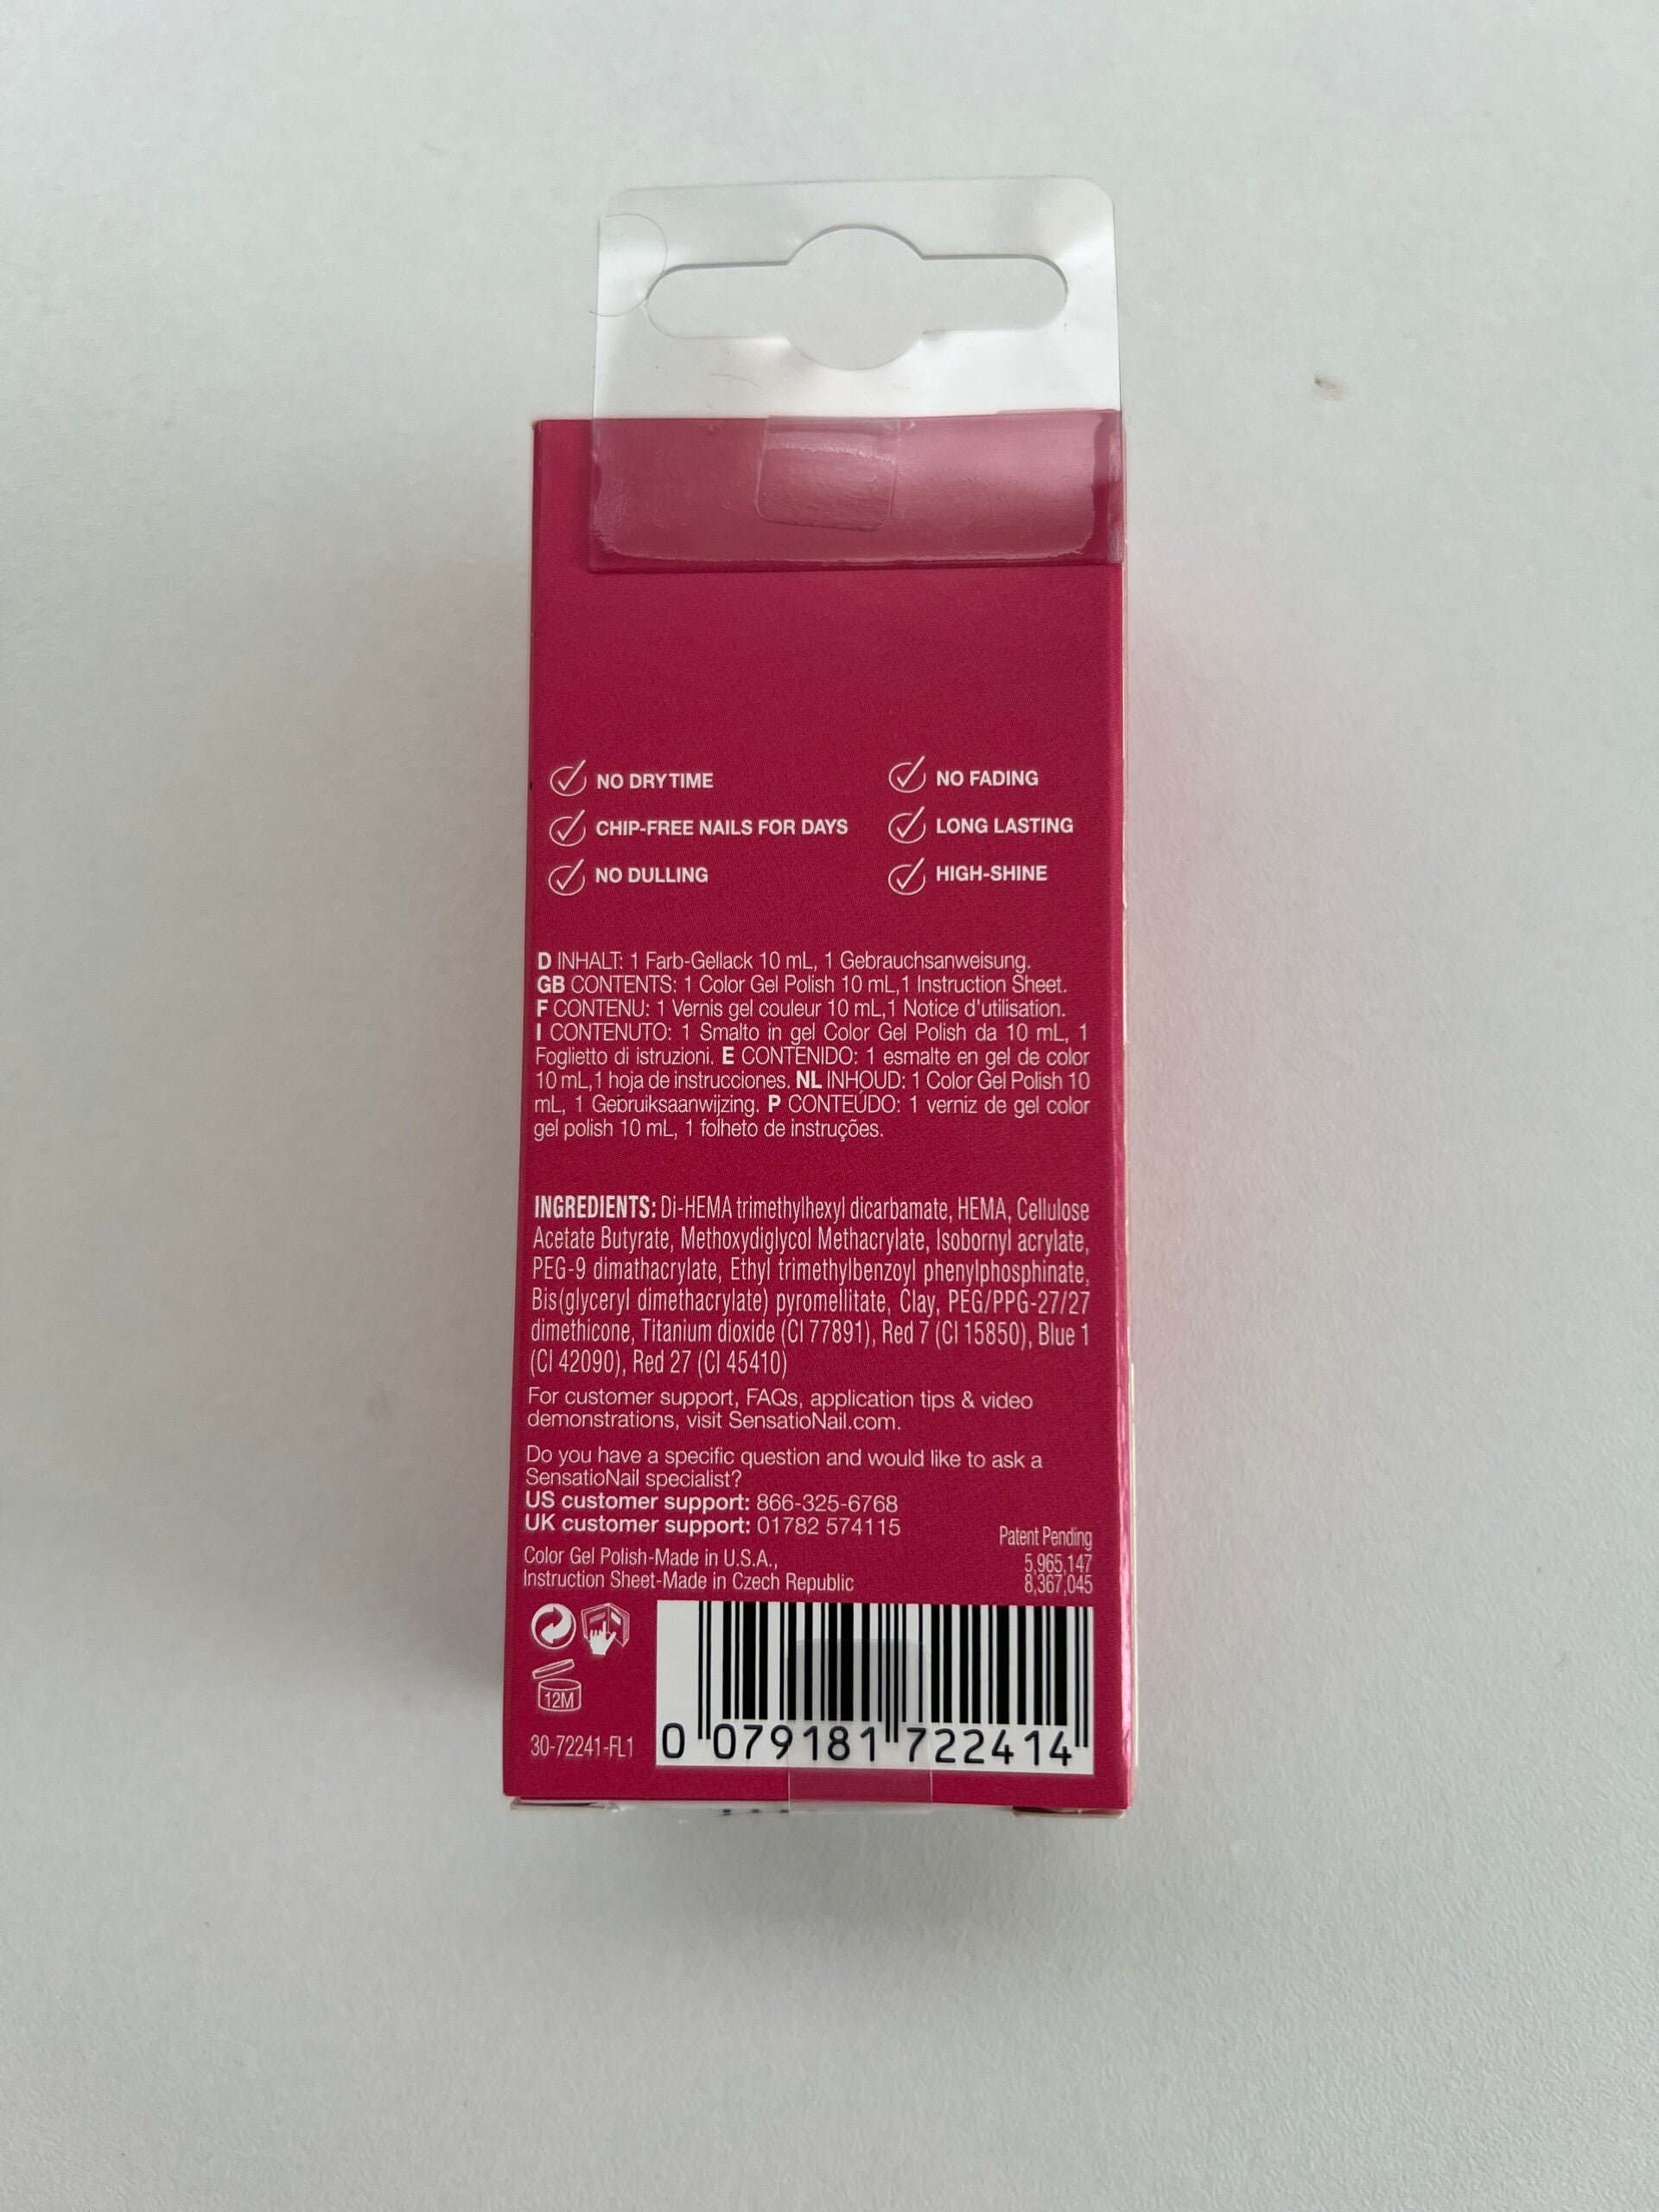 NO DRYTIME
NO FADING
CHIP-FREE NAILS FOR DAYS
LONG LASTING
NO DULLING
HIGH-SHINE
D INHALT: 1 Farb-Gellack 10 mL, 1 Gebrauchsanweisung.
GB CONTENTS: 1 Color Gel Polish 10 mL,1 Instruction Sheet.
F CONTENU: 1 Vernis gel couleur 10 mL,1 Notice d'utilisation.
I CONTENUTO: 1 Smalto in gel Color Gel Polish da 10 mL, 1
Foglietto di istruzioni. E CONTENIDO: 1 esmalte en gel de color
10 mL,1 hoja de instrucciones. NL INHOUD: 1 Color Gel Polish 10
mL, 1 Gebruiksaanwijzing. P CONTEÚDO: 1 verniz de gel color
gel polish 10 mL, 1 folheto de instruções.
INGREDIENTS: Di-HEMA trimethylhexyl dicarbamate, HEMA, Cellulose
Acetate Butyrate, Methoxydiglycol Methacrylate, Isobornyl acrylate,
PEG-9 dimathacrylate, Ethyl trimethylbenzoyl phenylphosphinate,
Bis(glyceryl dimethacrylate) pyromellitate, Clay, PEG/PPG-27/27
dimethicone, Titanium dioxide (CI 77891), Red 7 (CI 15850), Blue 1
(CI 42090), Red 27 (CI 45410)
For customer support, FAQs, application tips & video
demonstrations, visit SensatioNail.com.
Do you have a specific question and would like to ask a
SensatioNail specialist?
US customer support: 866-325-6768
UK customer support: 01782 574115
Color Gel Polish-Made in U.S.A.,
Instruction Sheet-Made in Czech Republic
Patent Pending
5,965,147
8,367,045
12M
30-72241-FL1
0 079181 722414